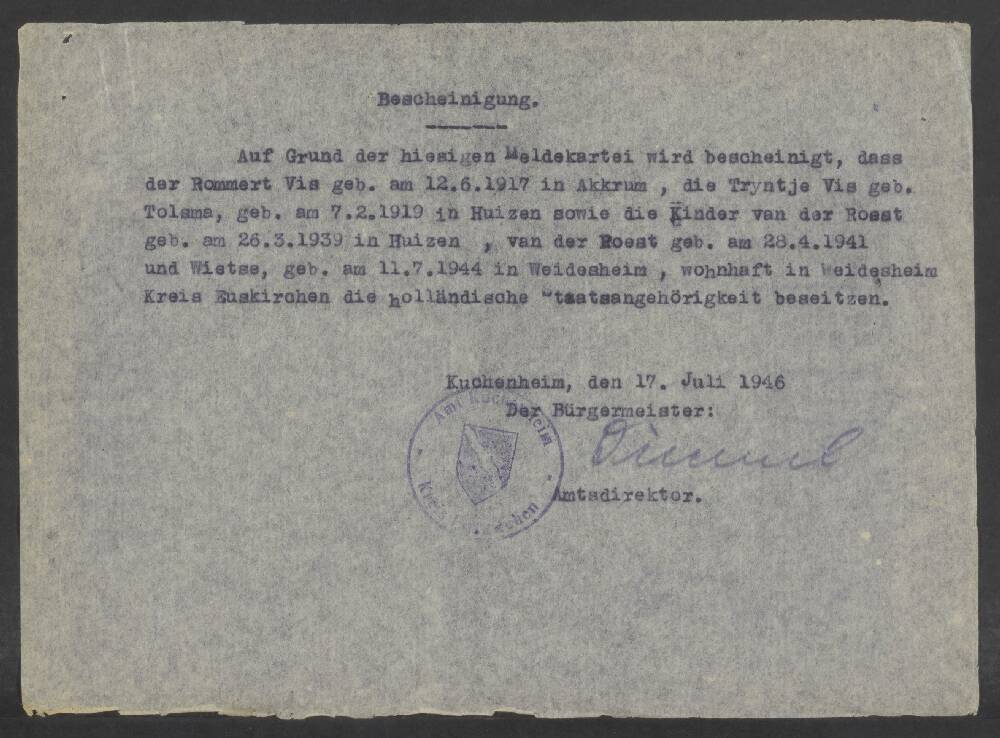 Bescheinigung.
Auf Grund der hiesigen Meldekartei wird bescheinigt, dass
der Rommert Vis geb. am 12.6.1917 in Akkrum , die Tryntje Vis geb.
Tolsma, geb. am 7.2.1919 in Huizen sowie die Kinder van der Roest
geb. am 26.3.1939 in Huizen , van der Roest geb. am 28.4.1941
und Wietse, geb. am 11.7.1944 in Weidesheim , wohnhaft in Weidesheim
Kreis Euskirchen die holländische Staatsangehörigkeit beseitzen.
Kuchenheim, den 17. Juli 1946
Der Bürgermeister:
Amtsdirektor.
Amt Kuchenheim
Kreis